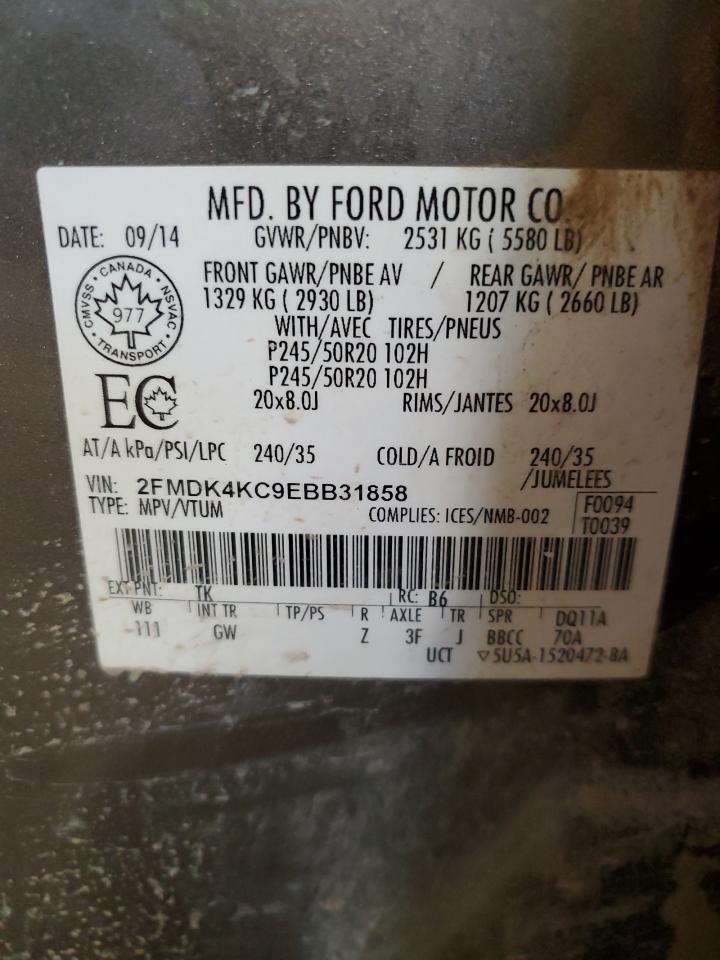 MFD. BY FORD MOTOR CO.
DATE: 09/14 GVWR/PNBV: 2531 KG ( 5580 LB)
FRONT GAWR/PNBE AV / REAR GAWR/ PNBE AR
1329 KG ( 2930 LB) 1207 KG ( 2660 LB)
CANADA NSVAC TRANSPORT CMVSS
977
WITH/AVEC TIRES/PNEUS
P245/50R20 102H
P245/50R20 102H
EC
20x8.0J RIMS/JANTES 20x8.0J
AT/A kPa/PSI/LPC 240/35 COLD/A FROID 240/35
/JUMELEES
VIN: 2FMDK4KC9EBB31858
TYPE: MPV/VTUM COMPLIES: ICES/NMB-002
F0094
T0039
EXT PNT: TK RC: B6 DSO:
WB INT TR TP/PS R AXLE TR SPR DQ11A
111 GW Z 3F J BBCC 70A
UCT ▽5U5A-1520472-BA